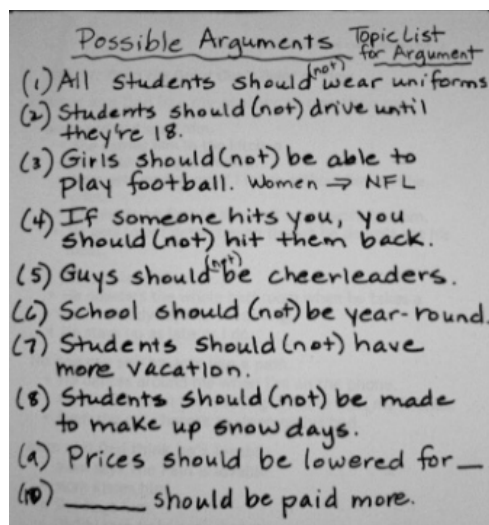 Possible Arguments Topic List
for Argument
(1) All students should (not) wear uniforms
(2) Students should (not) drive until
they're 18.
(3) Girls should (not) be able to
play football. Women → NFL
(4) If someone hits you, you
should (not) hit them back.
(5) Guys should (not) be cheerleaders.
(6) School should (not) be year-round.
(7) Students should (not) have
more vacation.
(8) Students should (not) be made
to make up snow days.
(9) Prices should be lowered for __
(10) ______ should be paid more.